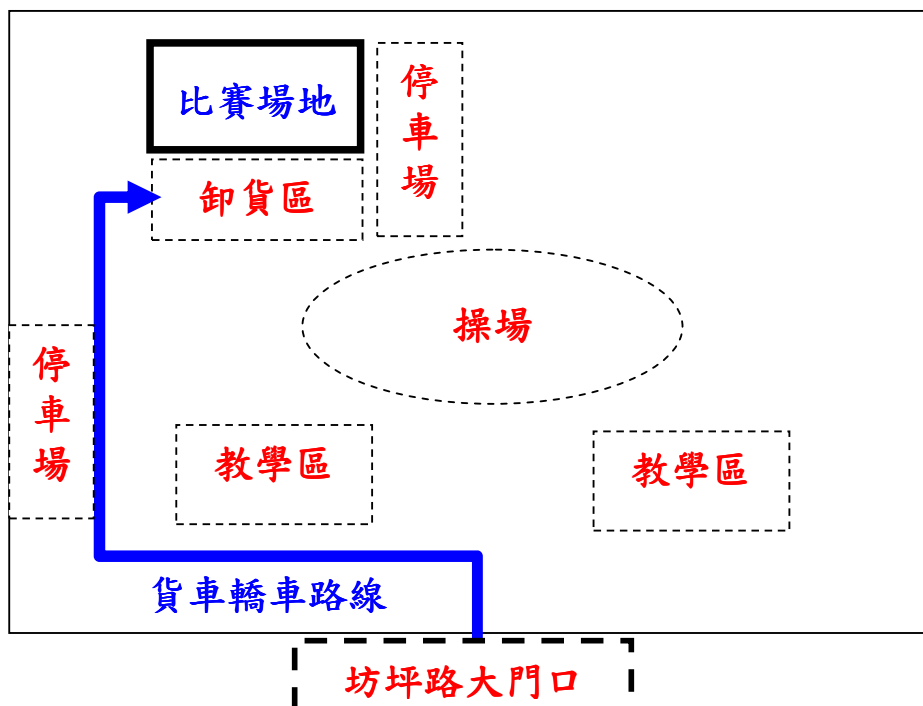 比賽場地
停車場
卸貨區
操場
停車場
教學區
教學區
貨車轎車路線
坊坪路大門口